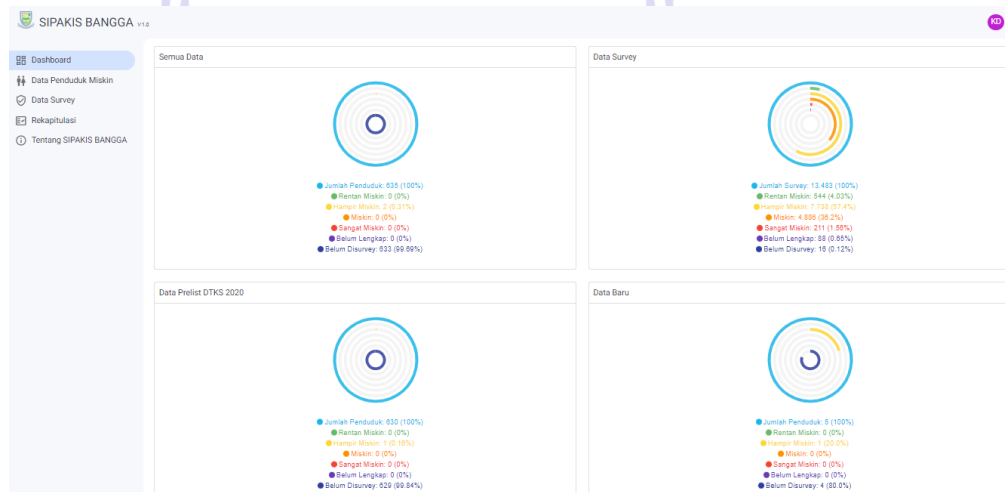 SIPAKIS BANGGA V1.0
KD
Dashboard
Data Penduduk Miskin
Data Survey
Rekapitulasi
Tentang SIPAKIS BANGGA
Semua Data
Jumlah Penduduk: 635 (100%)
Rentan Miskin: 0 (0%)
Hampir Miskin: 2 (0.31%)
Miskin: 0 (0%)
Sangat Miskin: 0 (0%)
Belum Lengkap: 0 (0%)
Belum Disurvey: 633 (99.69%)
Data Survey
Jumlah Survey: 13.483 (100%)
Rentan Miskin: 544 (4.03%)
Hampir Miskin: 7.738 (57.4%)
Miskin: 4.886 (36.2%)
Sangat Miskin: 211 (1.56%)
Belum Lengkap: 88 (0.65%)
Belum Disurvey: 16 (0.12%)
Data Prelist DTKS 2020
Jumlah Penduduk: 630 (100%)
Rentan Miskin: 0 (0%)
Hampir Miskin: 1 (0.16%)
Miskin: 0 (0%)
Sangat Miskin: 0 (0%)
Belum Lengkap: 0 (0%)
Belum Disurvey: 629 (99.84%)
Data Baru
Jumlah Penduduk: 5 (100%)
Rentan Miskin: 0 (0%)
Hampir Miskin: 1 (20.0%)
Miskin: 0 (0%)
Sangat Miskin: 0 (0%)
Belum Lengkap: 0 (0%)
Belum Disurvey: 4 (80.0%)